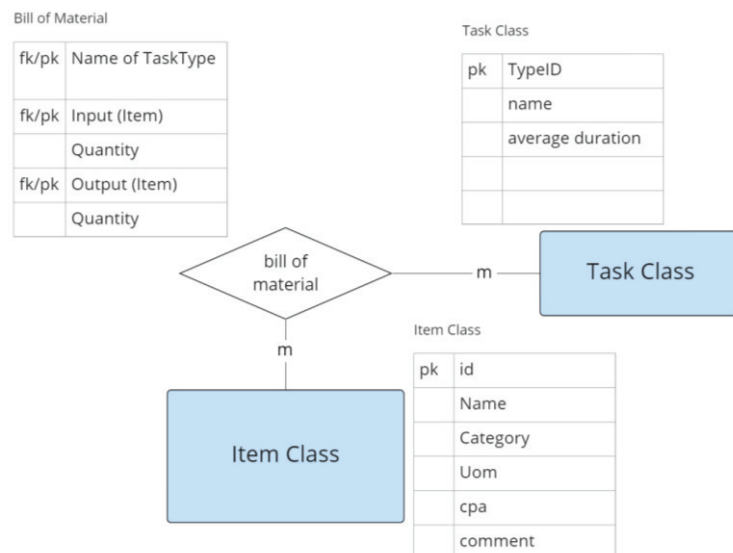 Bill of Material
fk/pk Name of TaskType
fk/pk Input (Item)
Quantity
fk/pk Output (Item)
Quantity
Task Class
pk TypeID
name
average duration
bill of
material
m
Task Class
m
Item Class
Item Class
pk id
Name
Category
Uom
cpa
comment